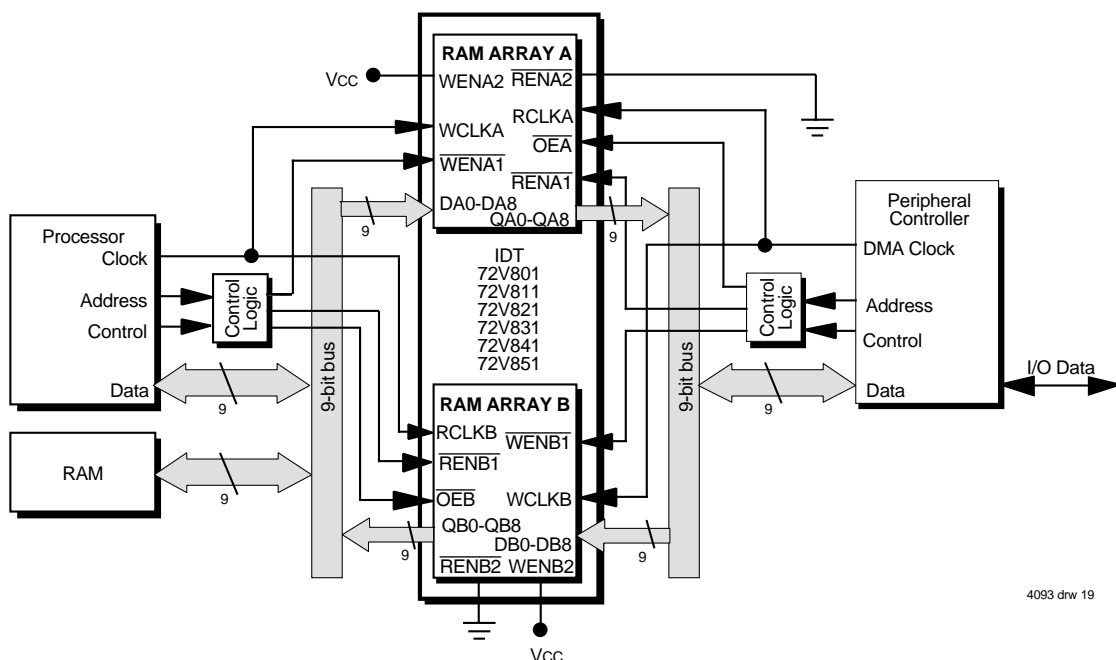 RAM ARRAY A
VCC
WENA2
RENA2
RCLKA
WCLKA
OEA
WENA1
RENA1
DA0-DA8
QA0-QA8
9
9
Processor
Clock
Address
Control
Data
9
Control
Logic
RAM
9
9-bit bus
IDT
72V801
72V811
72V821
72V831
72V841
72V851
9-bit bus
Peripheral
Controller
DMA Clock
Address
Control
Data
Control
Logic
9
I/O Data
RAM ARRAY B
RCLKB
WENB1
RENB1
OEB
WCLKB
QB0-QB8
DB0-DB8
9
9
RENB2
WENB2
VCC
4093 drw 19